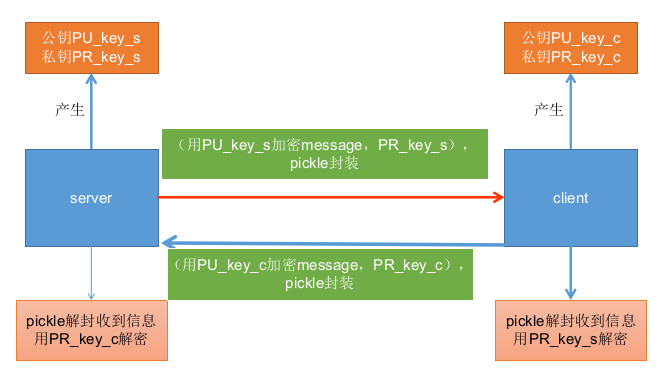 公钥PU_key_s
私钥PR_key_s
公钥PU_key_c
私钥PR_key_c
产生
产生
（用PU_key_s加密message，PR_key_s），
pickle封装
server
client
（用PU_key_c加密message，PR_key_c），
pickle封装
pickle解封收到信息
用PR_key_c解密
pickle解封收到信息
用PR_key_s解密